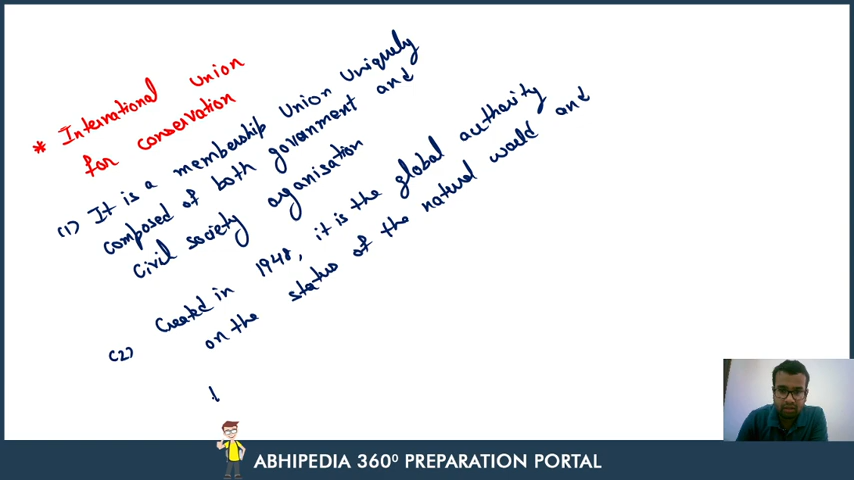 * International Union
for conservation
(1) It is a membership Union Uniquely
composed of both government and
civil society organisation
(2) Created in 1948, it is the global authority
on the status of the natural world and
ABHIPEDIA 360⁰ PREPARATION PORTAL